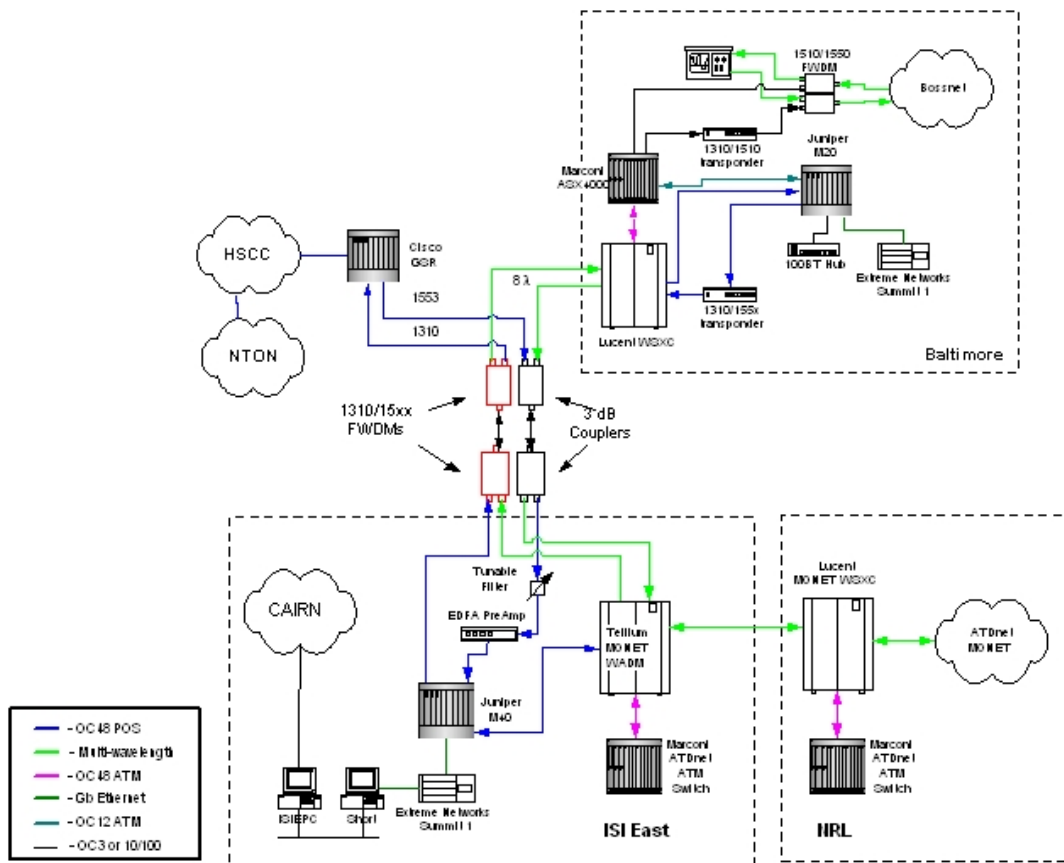 1510/1550
FWDM
Bossnet
1310/1510
transponder
Juniper
M20
Marconi
ASX4000
Cisco
GSR
HSCC
8 λ
1553
100BT Hub
Extreme Networks
Summit 1
1310/155x
transponder
1310
Lucent WSXC
NTON
Baltimore
1310/15xx
FWDMs
3 dB
Couplers
Tunable
Filter
Lucent
MONET WSXC
CAIRN
EDFA PreAmp
Tellium
MONET
WADM
ATDnet
MONET
Juniper
M40
- OC48 POS
- Multi-wavelength
- OC48 ATM
- Gb Ethernet
- OC12 ATM
- OC3 or 10/100
Marconi
ATDnet
ATM
Switch
Marconi
ATDnet
ATM
Switch
ISIEPC
Short
Extreme Networks
Summit 1
ISI East
NRL